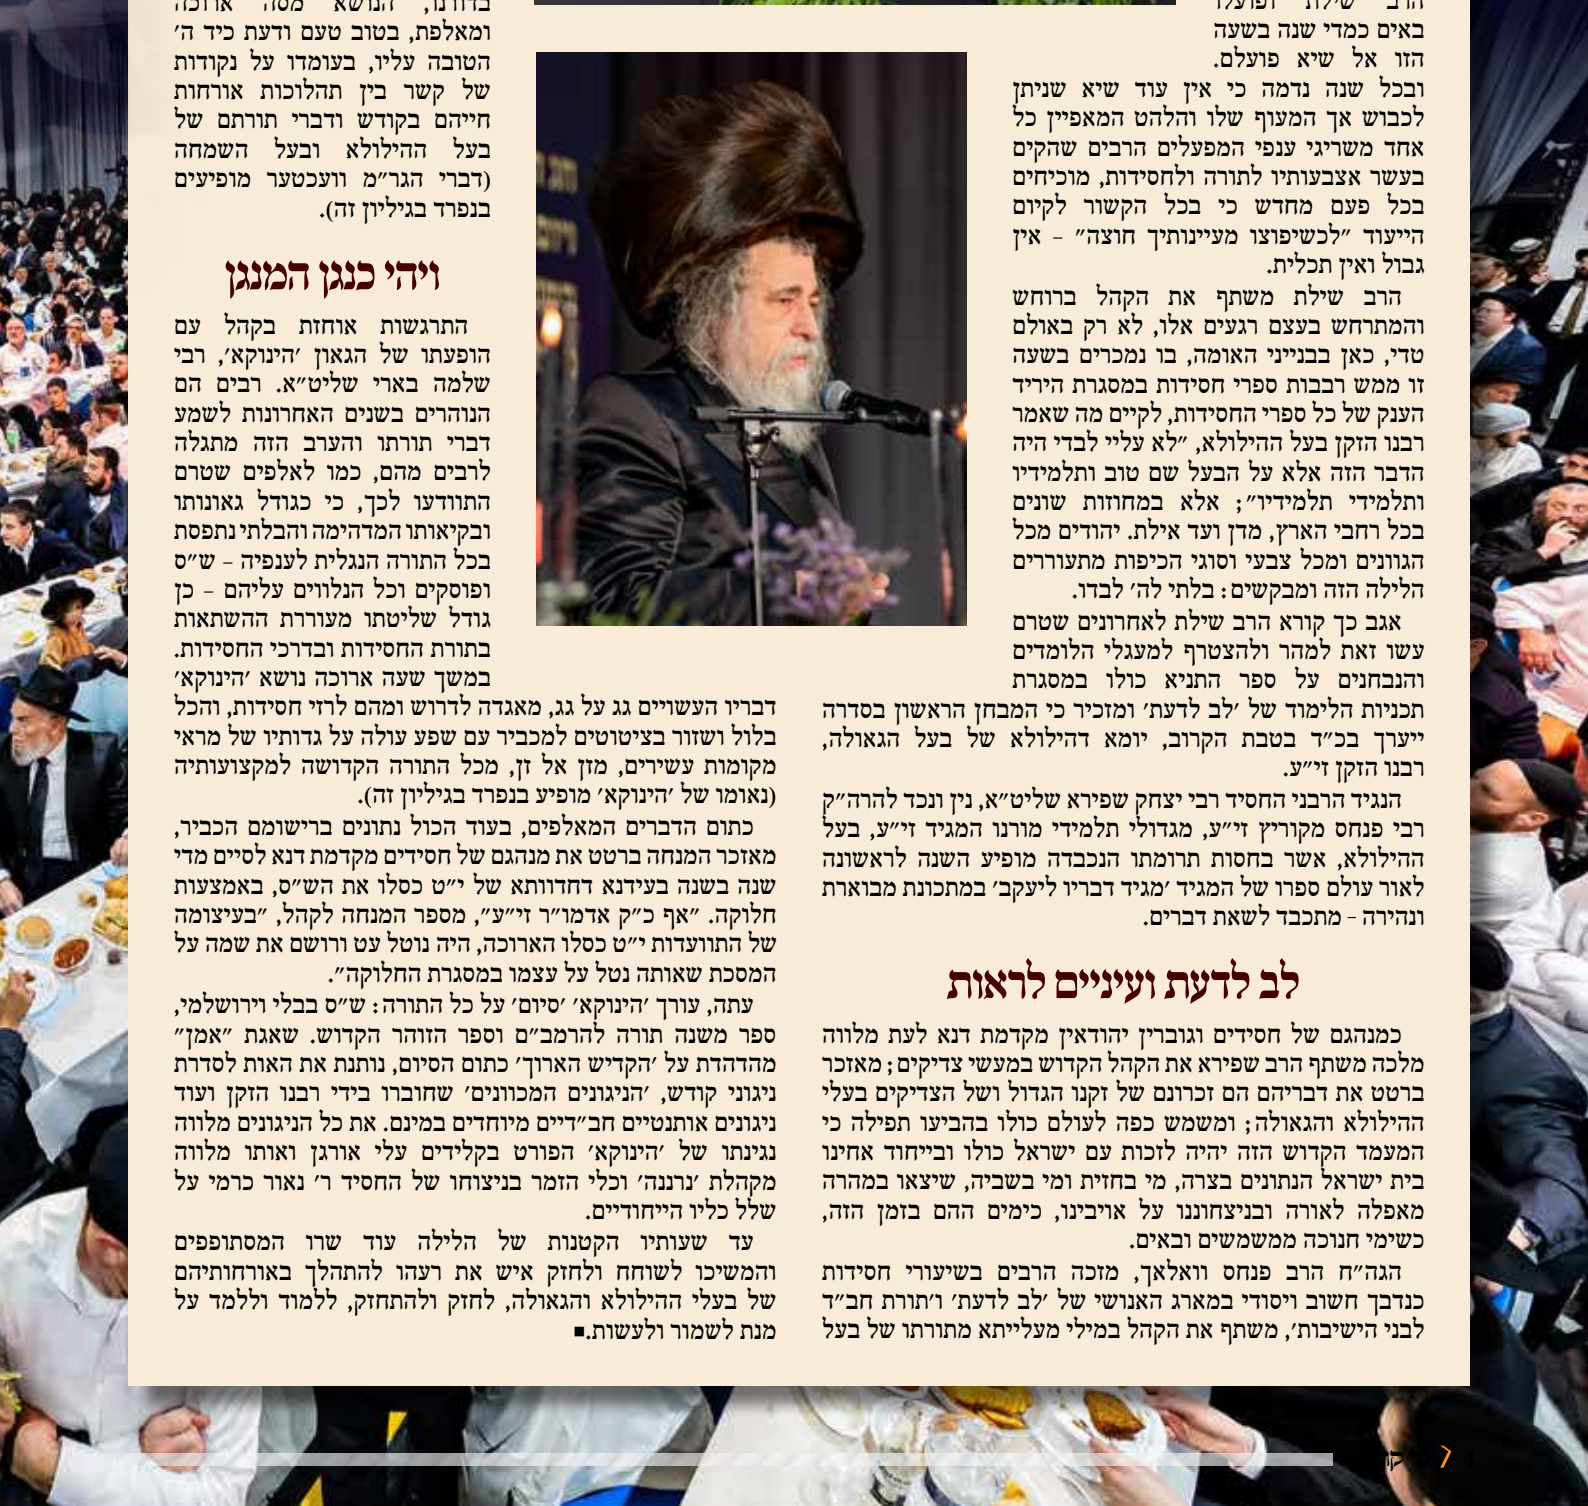 באים כמדי שנה בשעה
הזו אל שיא פועלם.
ובכל שנה נדמה כי אין עוד שיא שניתן
לכבוש אך המעוף שלו והלהט המאפיין כל
אחד משריגי ענפי המפעלים הרבים שהקים
בעשר אצבעותיו לתורה ולחסידות, מוכיחים
בכל פעם מחדש כי בכל הקשור לקיום
הייעוד ״לכשיפוצו מעיינותיך חוצה״ – אין
גבול ואין תכלית.
הרב שילת משתף את הקהל ברוחש
והמתרחש בעצם רגעים אלו, לא רק באולם
טדי, כאן בבנייני האומה, בו נמכרים בשעה
זו ממש רבבות ספרי חסידות במסגרת היריד
הענק של כל ספרי החסידות, לקיים מה שאמר
רבנו הזקן בעל ההילולא, ״לא עליי לבדי היה
הדבר הזה אלא על הבעל שם טוב ותלמידיו
ותלמידי תלמידיו״; אלא במחוזות שונים
בכל רחבי הארץ, מדן ועד אילת. יהודים מכל
הגוונים ומכל צבעי וסוגי הכיפות מתעוררים
הלילה הזה ומבקשים: בלתי לה׳ לבדו.
אגב כך קורא הרב שילת לאחרונים שטרם
עשו זאת למהר ולהצטרף למעגלי הלומדים
והנבחנים על ספר התניא כולו במסגרת
תכניות הלימוד של ׳לב לדעת׳ ומזכיר כי המבחן הראשון בסדרה
ייערך בכ״ד בטבת הקרוב, יומא דהילולא של בעל הגאולה,
רבנו הזקן זי״ע.
הנגיד הרבני החסיד רבי יצחק שפירא שליט״א, נין ונכד להרה״ק
רבי פנחס מקוריץ זי״ע, מגדולי תלמידי מורנו המגיד זי״ע, בעל
ההילולא, אשר בחסות תרומתו הנכבדה מופיע השנה לראשונה
לאור עולם ספרו של המגיד ׳מגיד דבריו ליעקב׳ במתכונת מבוארת
ונהירה – מתכבד לשאת דברים.
לב לדעת ועיניים לראות
כמנהגם של חסידים וגוברין יהודאין מקדמת דנא לעת מלווה
מלכה משתף הרב שפירא את הקהל הקדוש במעשי צדיקים; מאזכר
ברטט את דבריהם הם זכרונם של זקנו הגדול ושל הצדיקים בעלי
ההילולא והגאולה; ומשמש כפה לעולם כולו בהביעו תפילה כי
המעמד הקדוש הזה יהיה לזכות עם ישראל כולו ובייחוד אחינו
בית ישראל הנתונים בצרה, מי בחזית ומי בשביה, שיצאו במהרה
מאפלה לאורה ובניצחוננו על אויבינו, כימים ההם בזמן הזה,
כשימי חנוכה ממשמשים ובאים.
הגה״ח הרב פנחס וואלאך, מזכה הרבים בשיעורי חסידות
כנדבך חשוב ויסודי במארג האנושי של ׳לב לדעת׳ ו׳תורת חב״ד
לבני הישיבות׳, משתף את הקהל במילי מעלייתא מתורתו של בעל
בדורנו, הנושא מסה ארוכה
ומאלפת, בטוב טעם ודעת כיד ה׳
הטובה עליו, בעומדו על נקודות
של קשר בין תהלוכות אורחות
חייהם בקודש ודברי תורתם של
בעל ההילולא ובעל השמחה
(דברי הגר״מ וועכטער מופיעים
בנפרד בגיליון זה).
ויהי כנגן המנגן
התרגשות אוחזת בקהל עם
הופעתו של הגאון ׳הינוקא׳, רבי
שלמה בארי שליט״א. רבים הם
הנוהרים בשנים האחרונות לשמע
דברי תורתו והערב הזה מתגלה
לרבים מהם, כמו לאלפים שטרם
התוודעו לכך, כי כגודל גאונותו
ובקיאותו המדהימה והבלתי נתפסת
בכל התורה הנגלית לענפיה – ש״ס
ופוסקים וכל הנלווים עליהם – כן
גודל שליטתו מעוררת ההשתאות
בתורת החסידות ובדרכי החסידות.
במשך שעה ארוכה נושא ׳הינוקא׳
דבריו העשויים גג על גג, מאגדה לדרוש ומהם לרזי חסידות, והכל
בלול ושזור בציטוטים למכביר עם שפע עולה על גדותיו של מראי
מקומות עשירים, מזן אל זן, מכל התורה הקדושה למקצועותיה
(נאומו של ׳הינוקא׳ מופיע בנפרד בגיליון זה).
כתום הדברים המאלפים, בעוד הכול נתונים ברישומם הכביר,
מאזכר המנחה ברטט את מנהגם של חסידים מקדמת דנא לסיים מדי
שנה בשנה בעידנא דחדוותא של י״ט כסלו את הש״ס, באמצעות
חלוקה. ״אף כ״ק אדמו״ר זי״ע״, מספר המנחה לקהל, ״בעיצומה
של התוועדות י״ט כסלו הארוכה, היה נוטל עט ורושם את שמה על
המסכת שאותה נטל על עצמו במסגרת החלוקה״.
עתה, עורך ׳הינוקא׳ ׳סיום׳ על כל התורה: ש״ס בבלי וירושלמי,
ספר משנה תורה להרמב״ם וספר הזוהר הקדוש. שאגת ״אמן״
מהדהדת על ׳הקדיש הארוך׳ כתום הסיום, נותנת את האות לסדרת
ניגוני קודש, ׳הניגונים המכוונים׳ שחוברו בידי רבנו הזקן ועוד
ניגונים אותנטיים חב״דיים מיוחדים במינם. את כל הניגונים מלווה
נגינתו של ׳הינוקא׳ הפורט בקלידים עלי אורגן ואותו מלווה
מקהלת ׳נרננה׳ וכלי הזמר בניצוחו של החסיד ר׳ נאור כרמי על
שלל כליו הייחודיים.
עד שעותיו הקטנות של הלילה עוד שרו המסתופפים
והמשיכו לשוחח ולחזק איש את רעהו להתהלך באורחותיהם
של בעלי ההילולא והגאולה, לחזק ולהתחזק, ללמוד וללמד על
מנת לשמור ולעשות.■